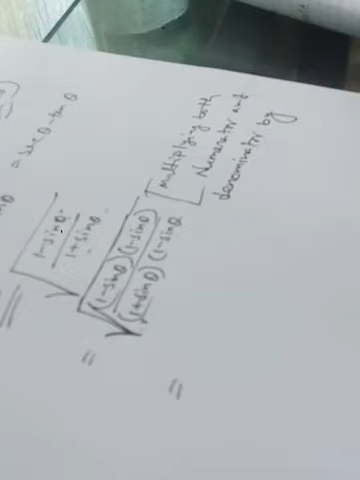 = sec θ - tan θ
√(1-sinθ / 1+sinθ)
= √((1-sinθ)(1-sinθ) / (1+sinθ)(1-sinθ) [multiplying both
Numerator and
denominator by
=